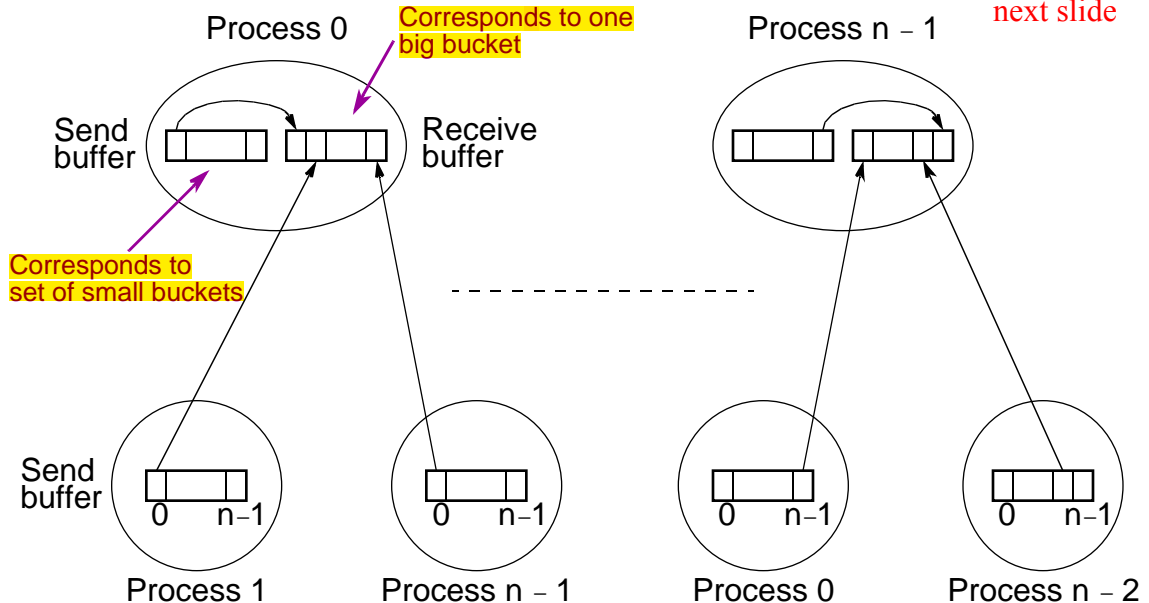 Corresponds to one
big bucket
next slide
Process 0
Process n – 1
Send
buffer
Receive
buffer
Corresponds to
set of small buckets
Send
buffer
0 n–1
0 n–1
0 n–1
0 n–1
Process 1
Process n – 1
Process 0
Process n – 2